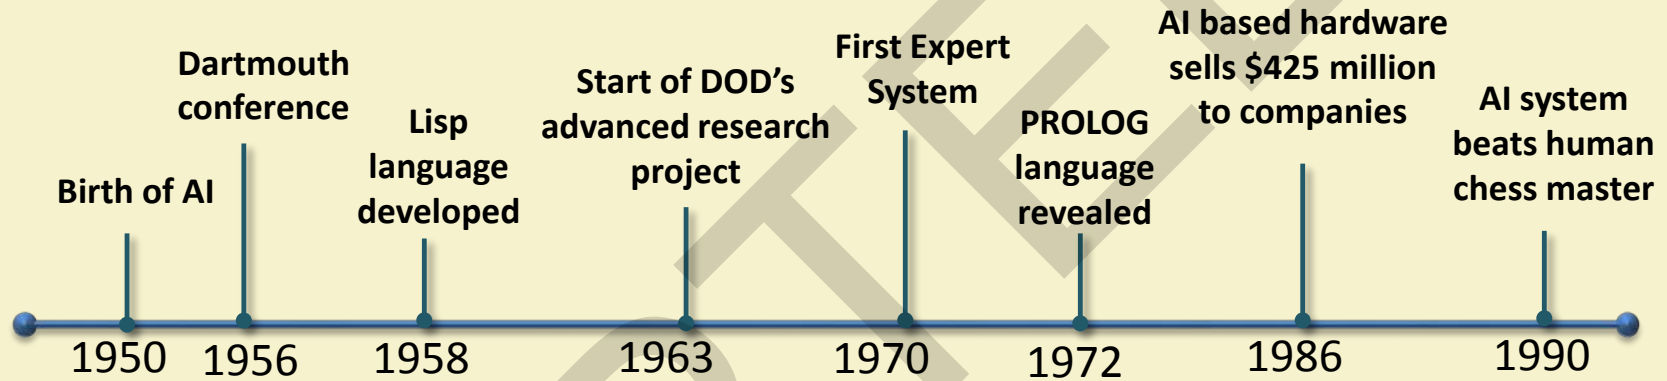 Birth of AI
Dartmouth
conference
Lisp
language
developed
Start of DOD's
advanced research
project
First Expert
System
PROLOG
language
revealed
AI based hardware
sells $425 million
to companies
AI system
beats human
chess master
1950 1956 1958 1963 1970 1972 1986 1990